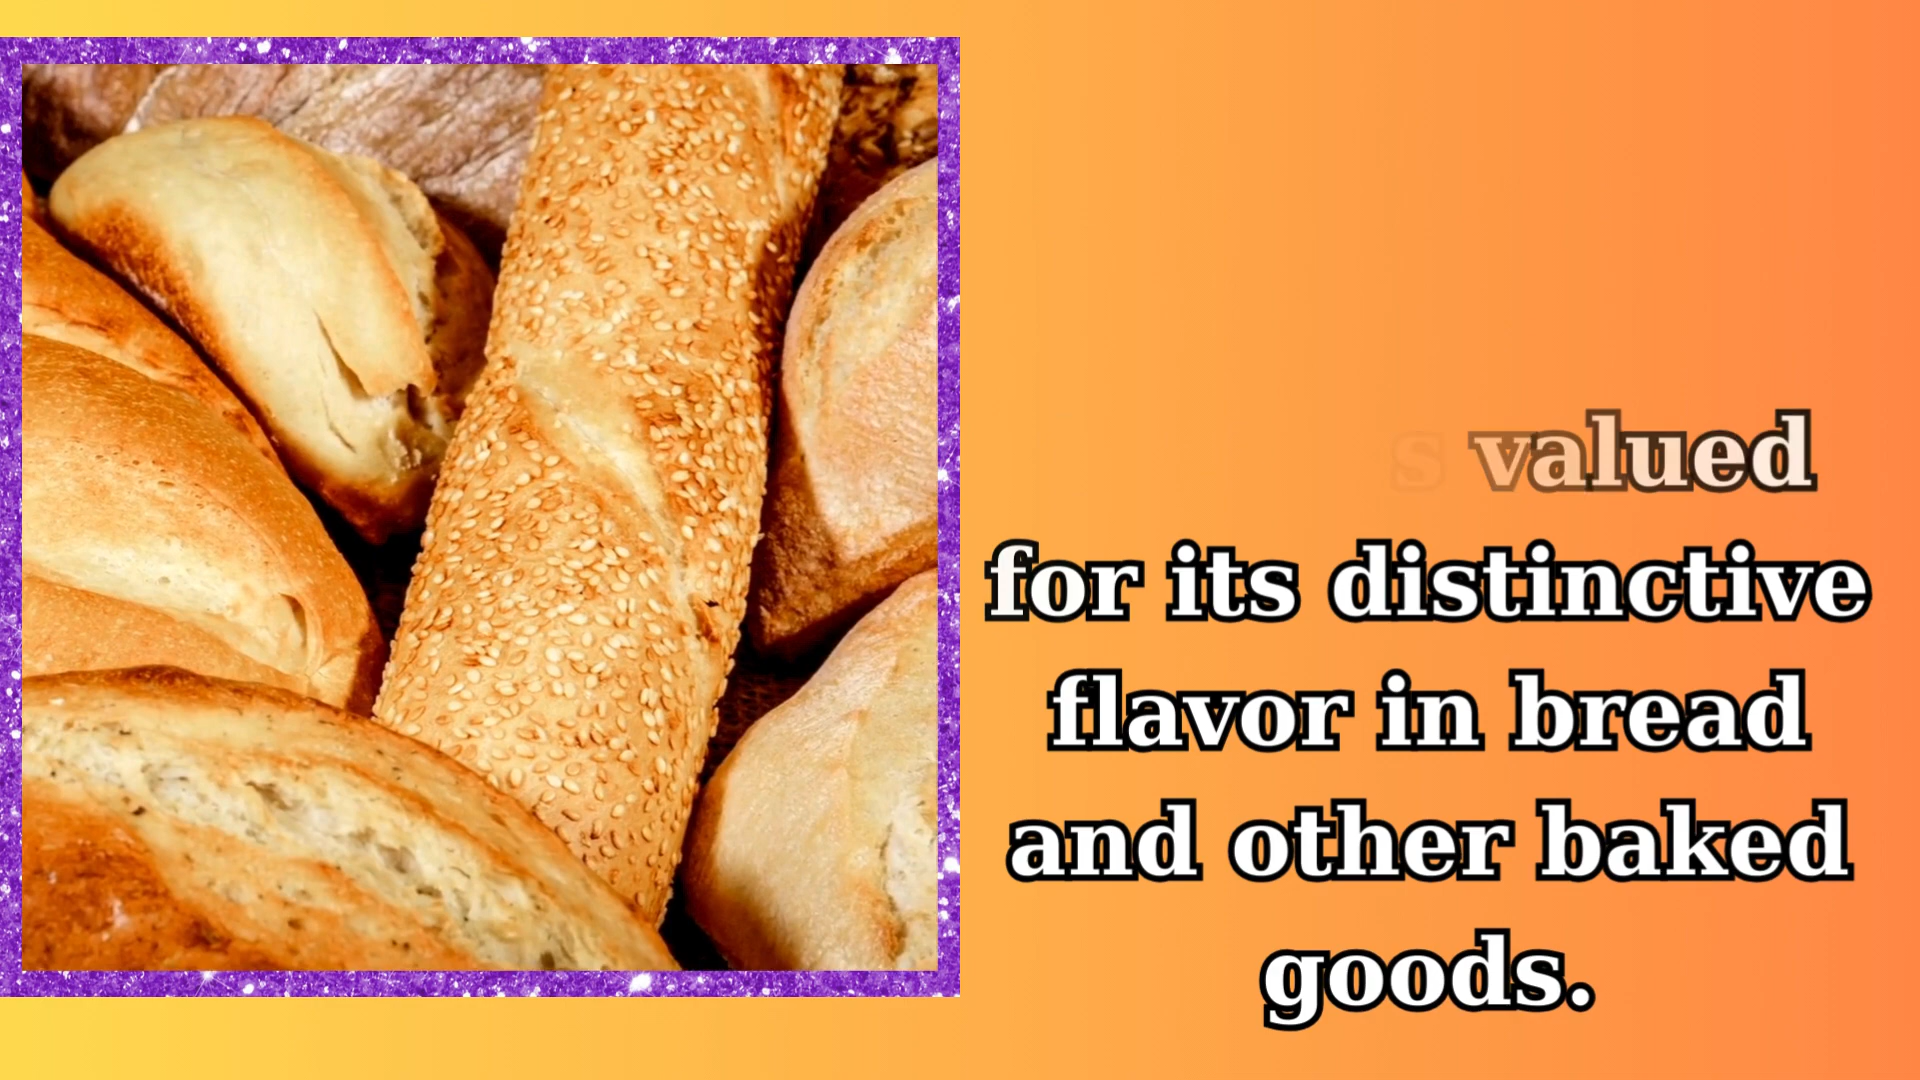 s valued
for its distinctive
flavor in bread
and other baked
goods.